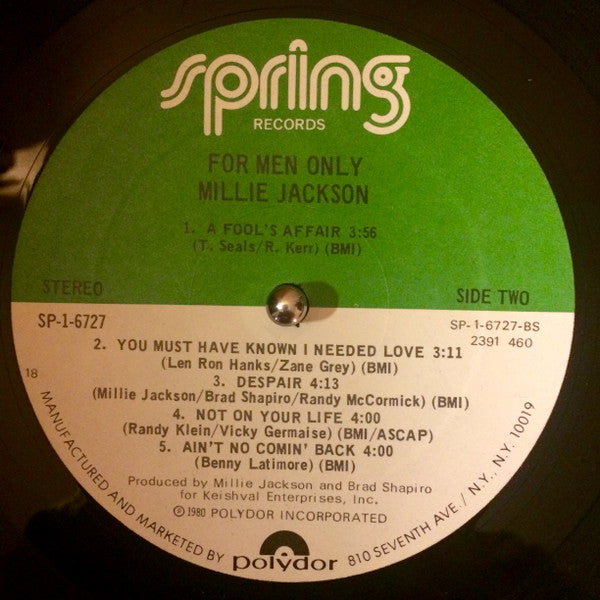 spring
RECORDS
FOR MEN ONLY
MILLIE JACKSON
1. A FOOL'S AFFAIR 3:56
(T. Seals/R. Kerr) (BMI)
STEREO
SIDE TWO
SP-1-6727
SP-1-6727-BS
2391 460
2. YOU MUST HAVE KNOWN I NEEDED LOVE 3:11
(Len Ron Hanks/Zane Grey) (BMI)
3. DESPAIR 4:13
(Millie Jackson/Brad Shapiro/Randy McCormick) (BMI)
4. NOT ON YOUR LIFE 4:00
(Randy Klein/Vicky Germaise) (BMI/ASCAP)
5. AIN'T NO COMIN' BACK 4:00
(Benny Latimore) (BMI)
18
Produced by Millie Jackson and Brad Shapiro
for Keishval Enterprises, Inc.
℗ 1980 POLYDOR INCORPORATED
MANUFACTURED AND MARKETED BY polydor 810 SEVENTH AVE./ N.Y., N.Y. 10019